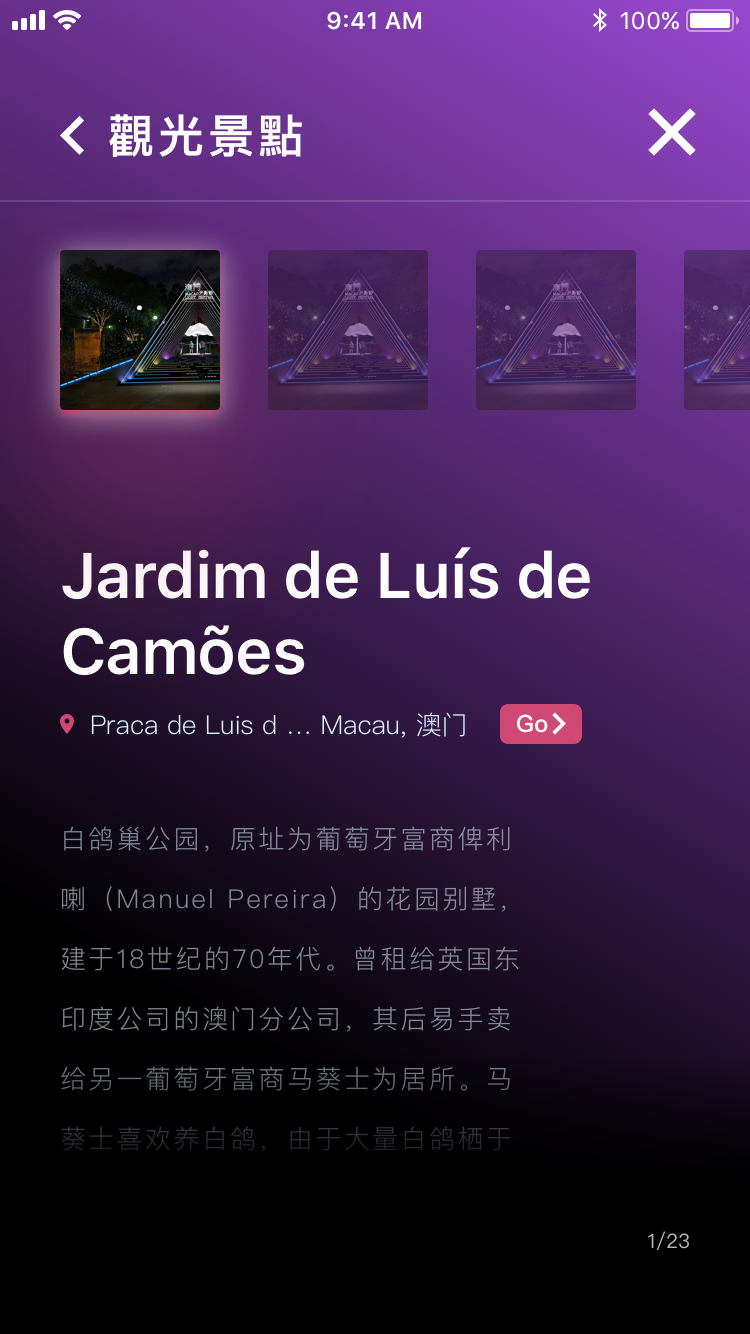 9:41 AM
100%
觀光景點
澳門
Jardim de Luís de
Camões
Praca de Luis d ... Macau, 澳门
Go
白鸽巢公园，原址为葡萄牙富商俾利
喇（Manuel Pereira）的花园别墅，
建于18世纪的70年代。曾租给英国东
印度公司的澳门分公司，其后易手卖
给另一葡萄牙富商马葵士为居所。马
葵士喜欢养白鸽，由于大量白鸽栖于
1/23